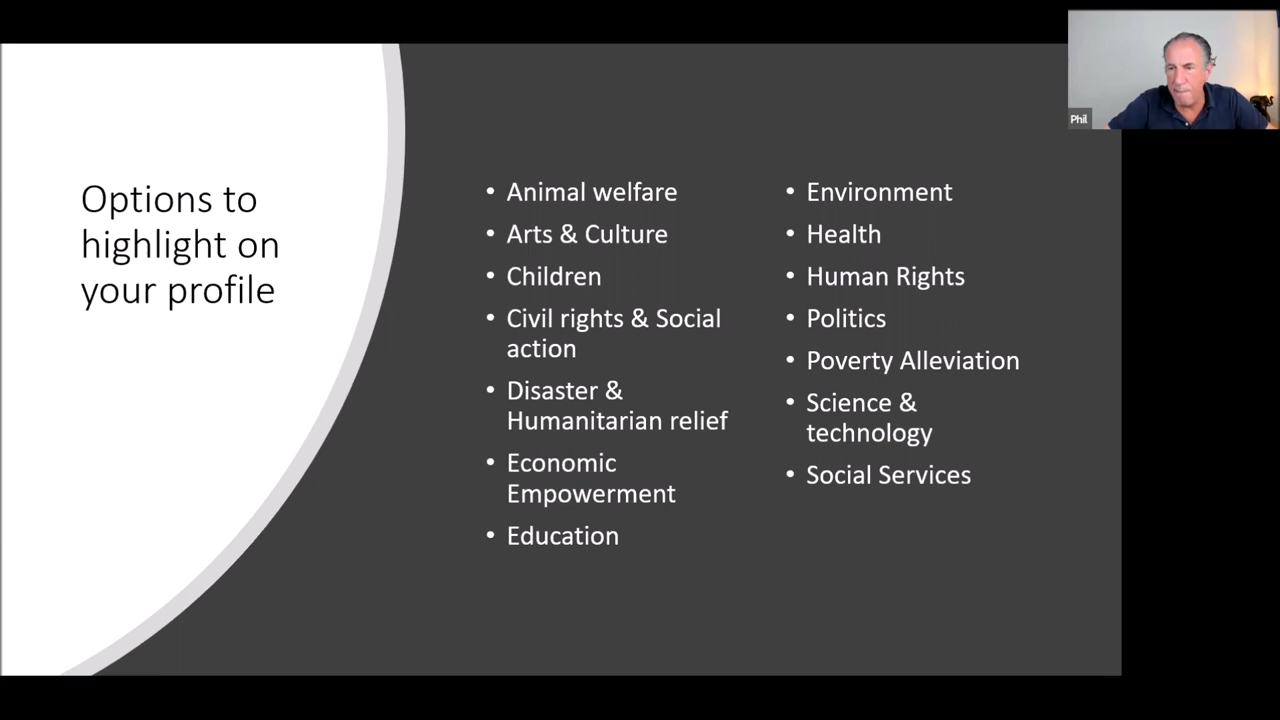 Options to
highlight on
your profile
• Animal welfare
• Arts & Culture
• Children
• Civil rights & Social
action
• Disaster &
Humanitarian relief
• Economic
Empowerment
• Education
• Environment
• Health
• Human Rights
• Politics
• Poverty Alleviation
• Science &
technology
• Social Services
Phil